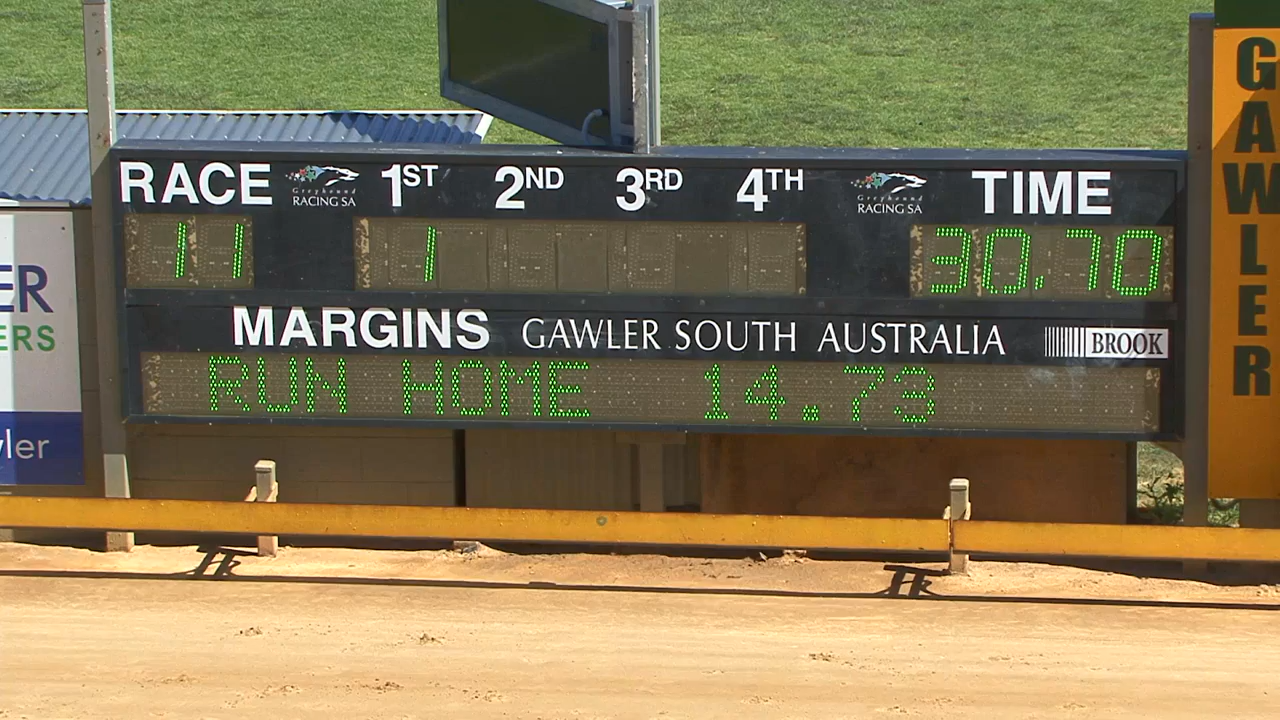 RACE Greyhound RACING SA 1ST 2ND 3RD 4TH Greyhound RACING SA TIME
11 1 30.70
MARGINS GAWLER SOUTH AUSTRALIA BROOK
RUN HOME 14.73
GAWLER
ER
ERS
wler